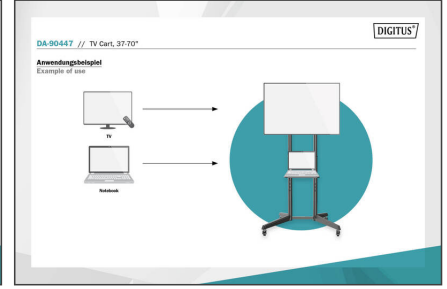 DIGITUS®
DA-90447 // TV Cart, 37-70"
Anwendungsbeispiel
Example of use
TV
Notebook